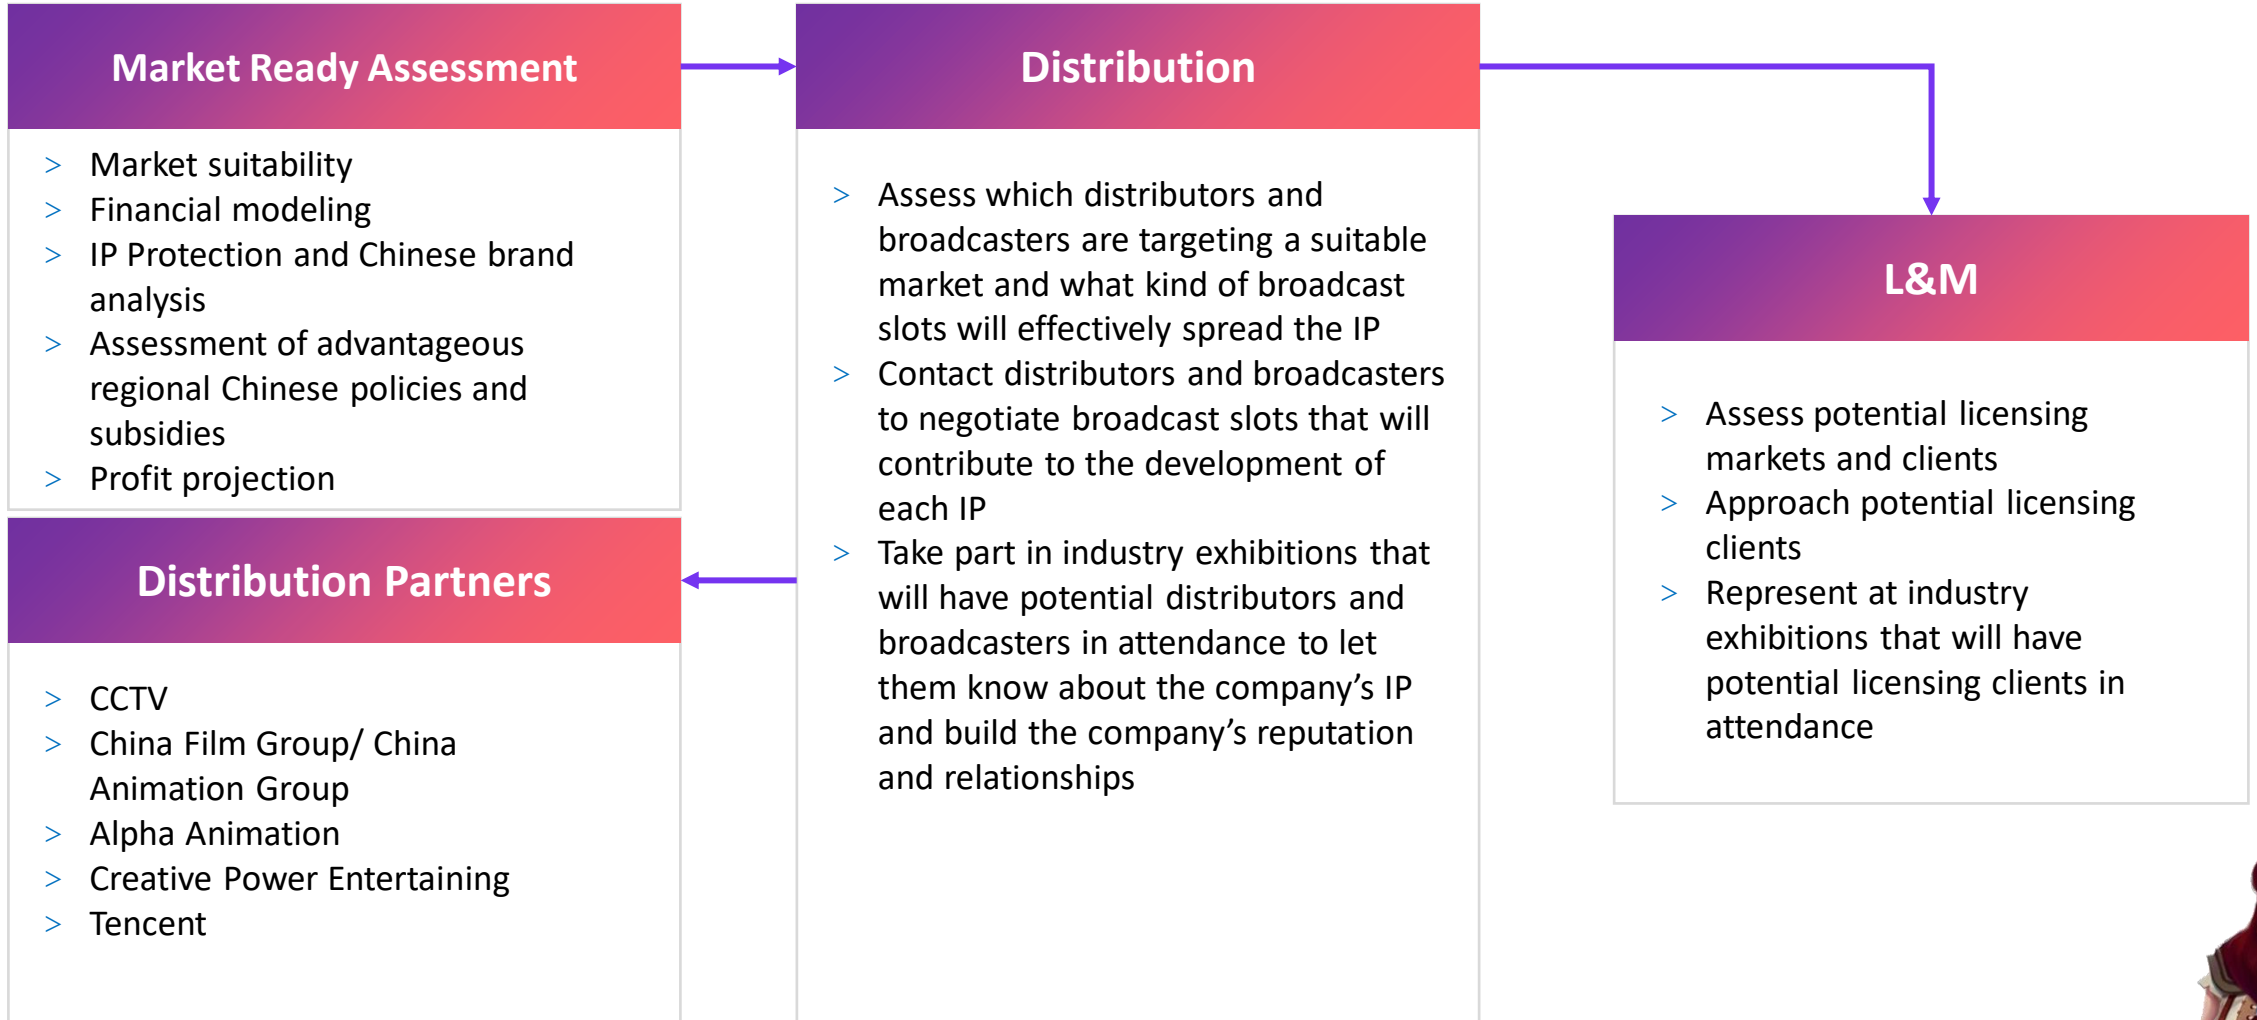 Market Ready Assessment
> Market suitability
> Financial modeling
> IP Protection and Chinese brand
analysis
> Assessment of advantageous
regional Chinese policies and
subsidies
> Profit projection
Distribution Partners
> CCTV
> China Film Group/ China
Animation Group
> Alpha Animation
> Creative Power Entertaining
> Tencent
Distribution
> Assess which distributors and
broadcasters are targeting a suitable
market and what kind of broadcast
slots will effectively spread the IP
> Contact distributors and broadcasters
to negotiate broadcast slots that will
contribute to the development of
each IP
> Take part in industry exhibitions that
will have potential distributors and
broadcasters in attendance to let
them know about the company’s IP
and build the company’s reputation
and relationships
L&M
> Assess potential licensing
markets and clients
> Approach potential licensing
clients
> Represent at industry
exhibitions that will have
potential licensing clients in
attendance